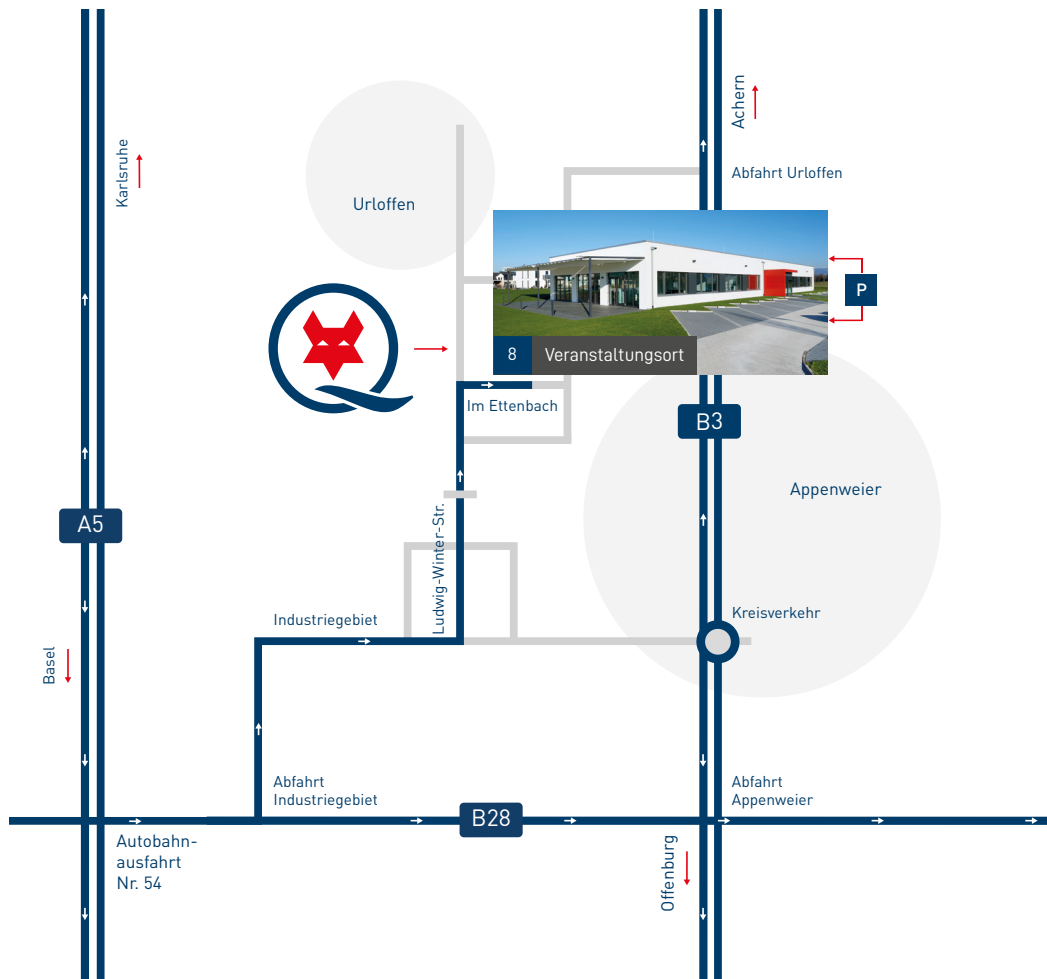 Achern
Karlsruhe
Abfahrt Urloffen
Urloffen
P
8 Veranstaltungsort
Im Ettenbach
B3
Appenweier
A5
Ludwig-Winter-Str.
Industriegebiet
Kreisverkehr
Basel
Abfahrt
Industriegebiet
Abfahrt
Appenweier
B28
Autobahn-
ausfahrt
Nr. 54
Offenburg